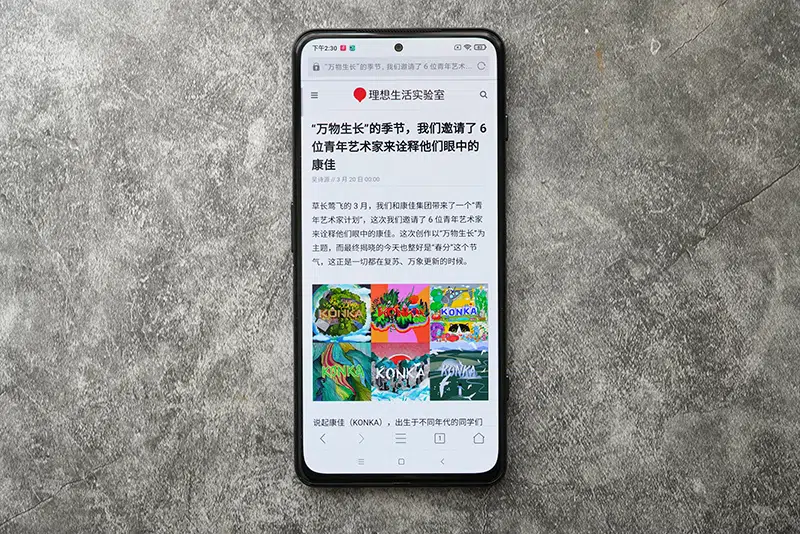 下午2:30
"万物生长"的季节，我们邀请了 6 位青年艺术...
理想生活实验室
"万物生长"的季节，我们邀请了 6
位青年艺术家来诠释他们眼中的
康佳
3 月 20 日 00:00
草长莺飞的 3 月，我们和康佳集团带来了一个"青
年艺术家计划"，这次我们邀请了 6 位青年艺术家
来诠释他们眼中的康佳。这次创作以"万物生长"为
主题，而最终揭晓的今天也整好是"春分"这个节
气，这正是一切都在复苏、万象更新的时候。
KONKA
KONKA
KONKA
KONKA
KONKA
KONKA
说起康佳（KONKA），出生于不同年代的同学们
1